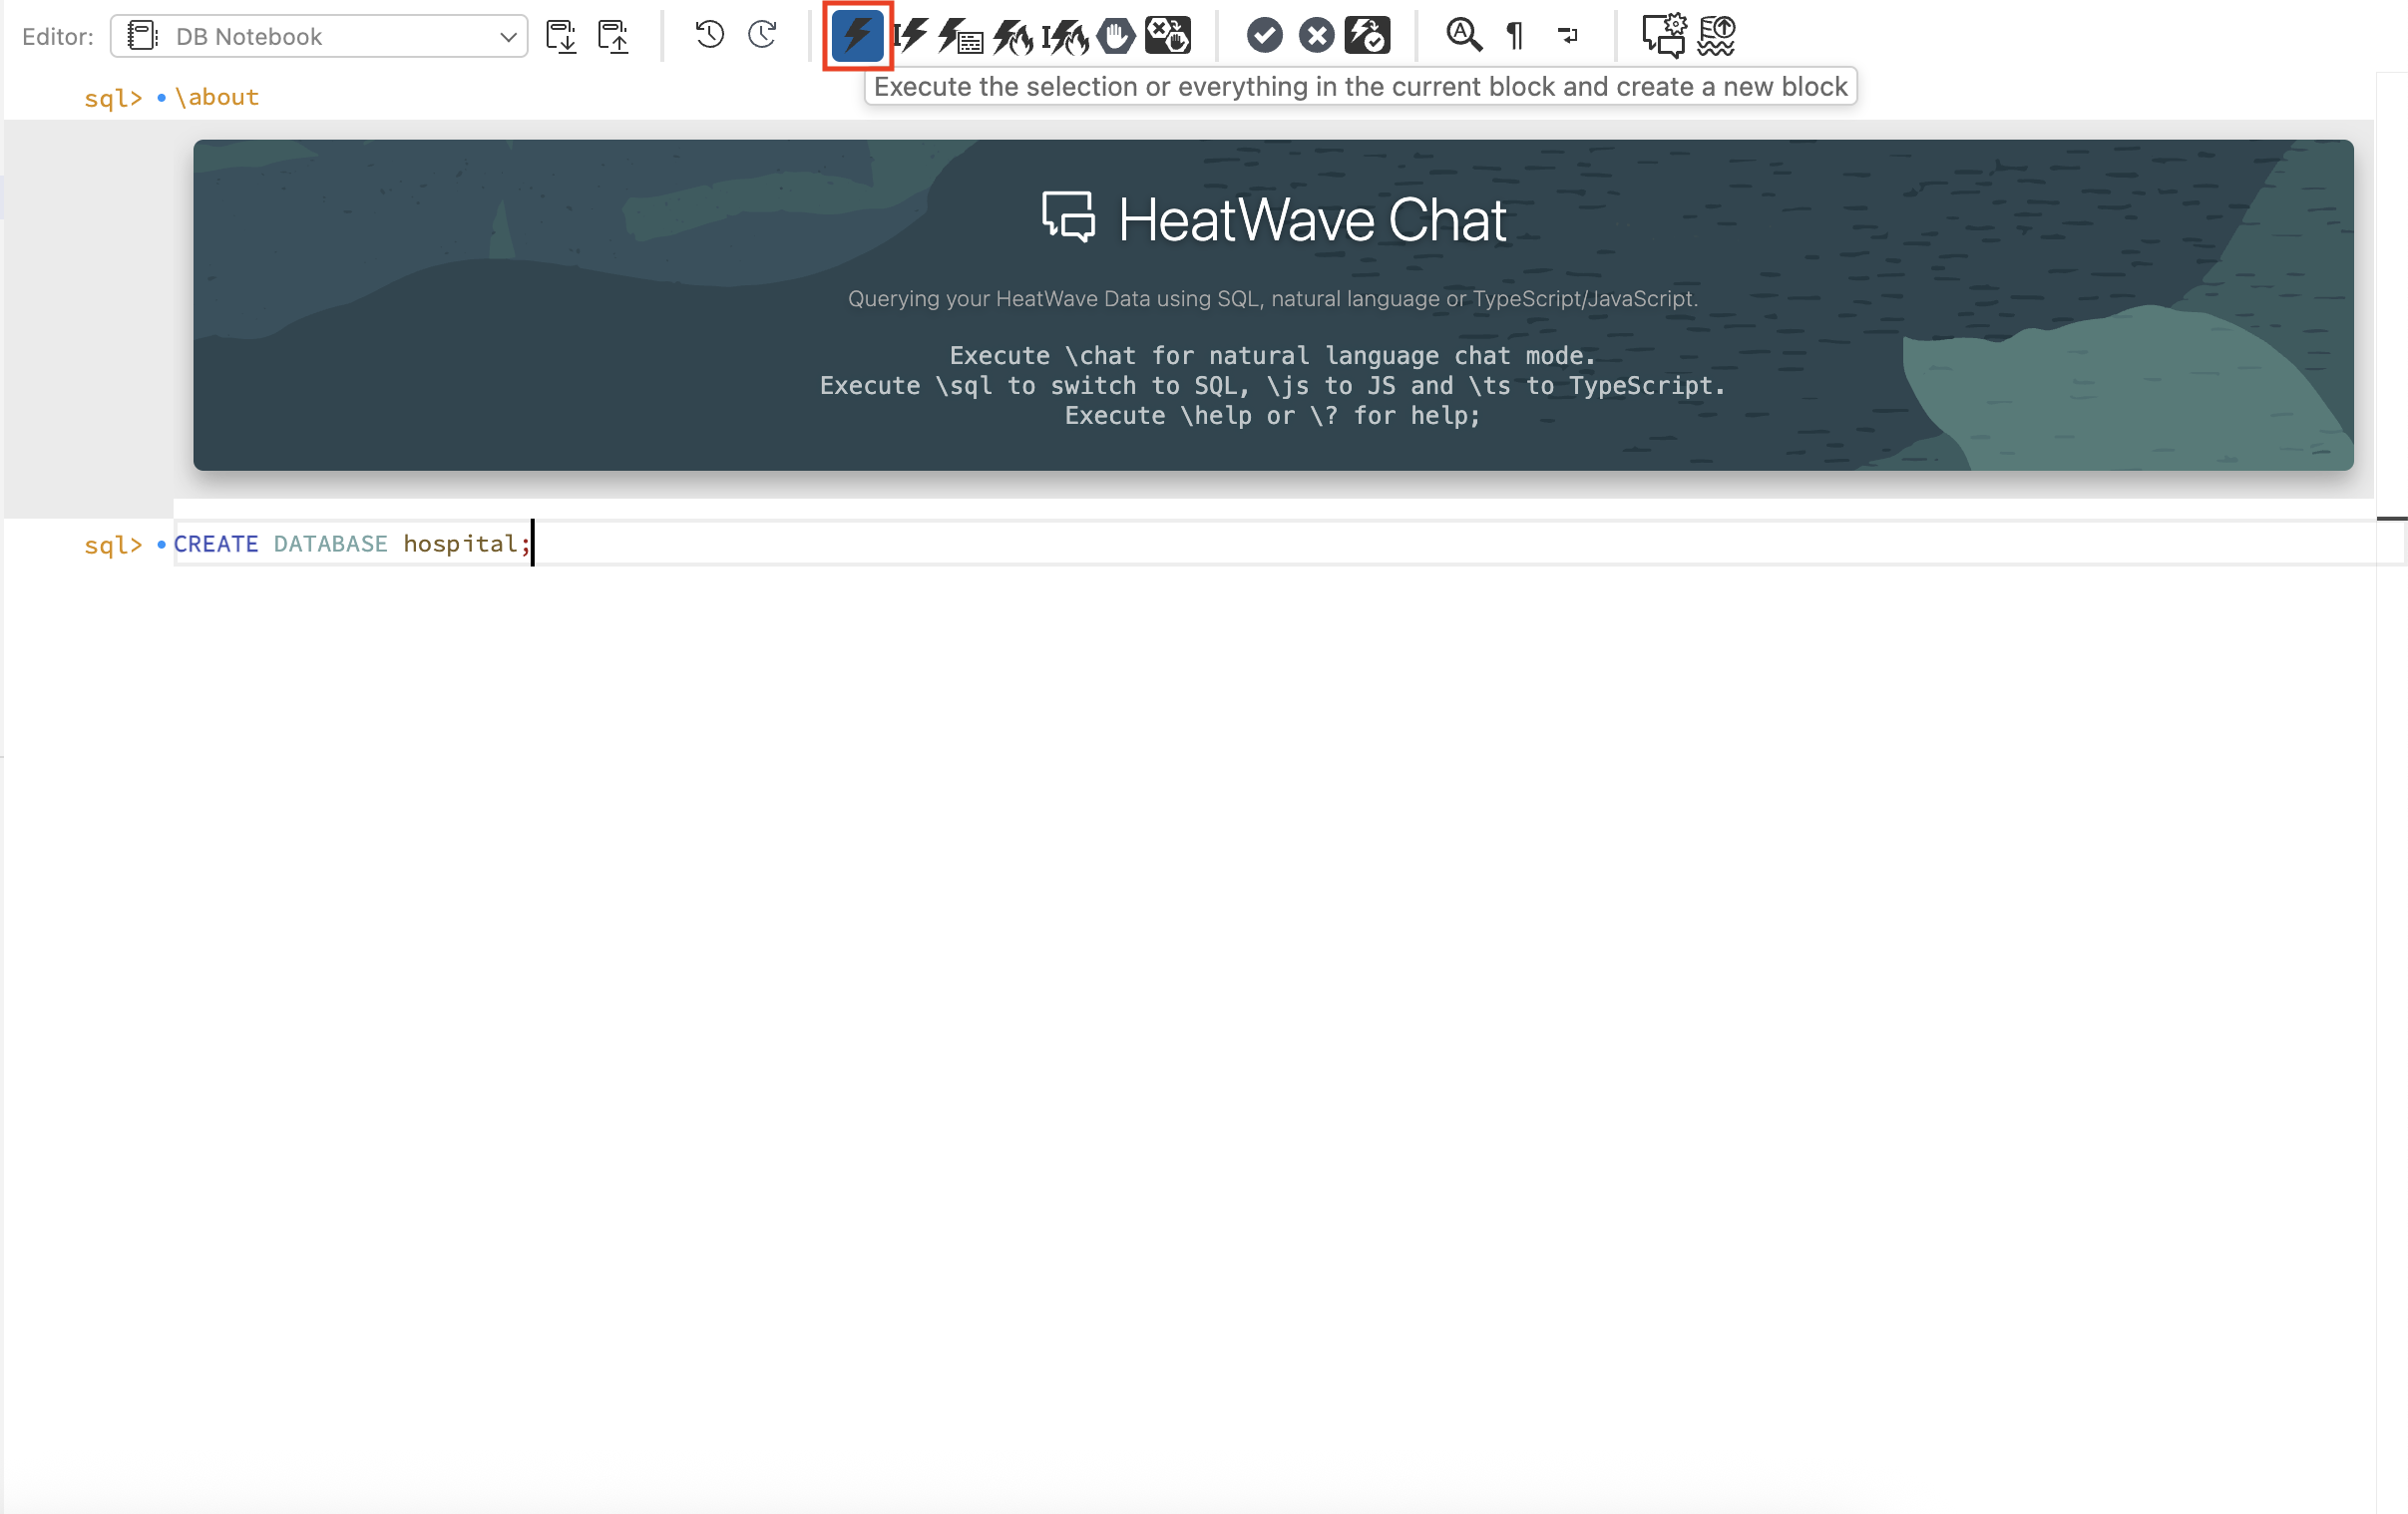 Editor: DB Notebook
Execute the selection or everything in the current block and create a new block
sql> \about
HeatWave Chat
Querying your HeatWave Data using SQL, natural language or TypeScript/JavaScript.
Execute \chat for natural language chat mode.
Execute \sql to switch to SQL, \js to JS and \ts to TypeScript.
Execute \help or \? for help;
sql> CREATE DATABASE hospital;